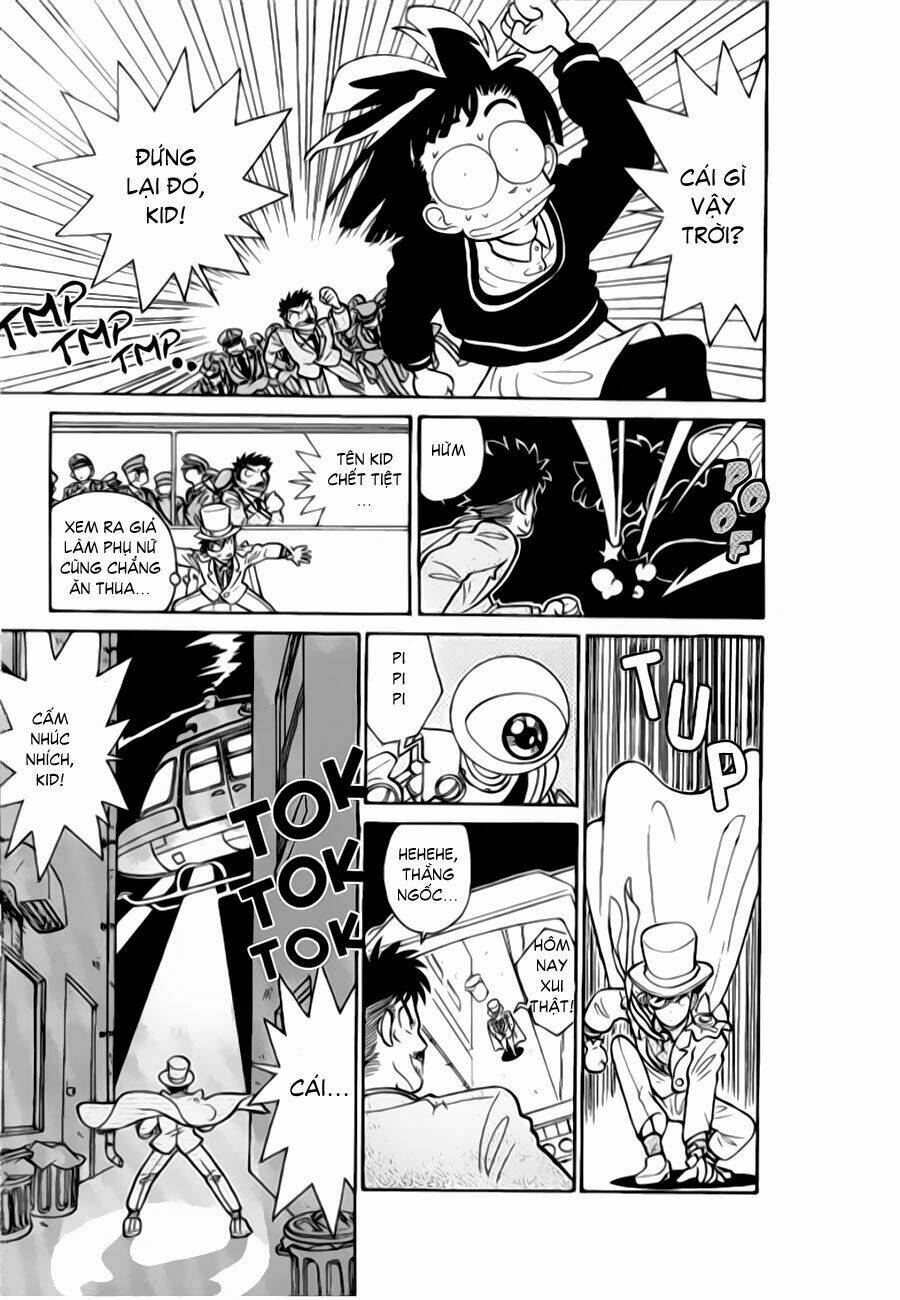 CÁI GÌ
VẬY
TRỜI?
ĐỨNG
LẠI ĐÓ,
KID!
TMP
TMP
TMP...
HỪM
POOF
TÊN KID
CHẾT TIỆT
...
XEM RA GIẢ
LÀM PHỤ NỮ
CŨNG CHẲNG
ĂN THUA...
TUP
PI
PI
PI
HEHEHE,
THẰNG
NGỐC...
HÔM
NAY
XUI
THẬT!
CẤM
NHÚC
NHÍCH,
KID!
TOK
TOK
TOK
CÁI...